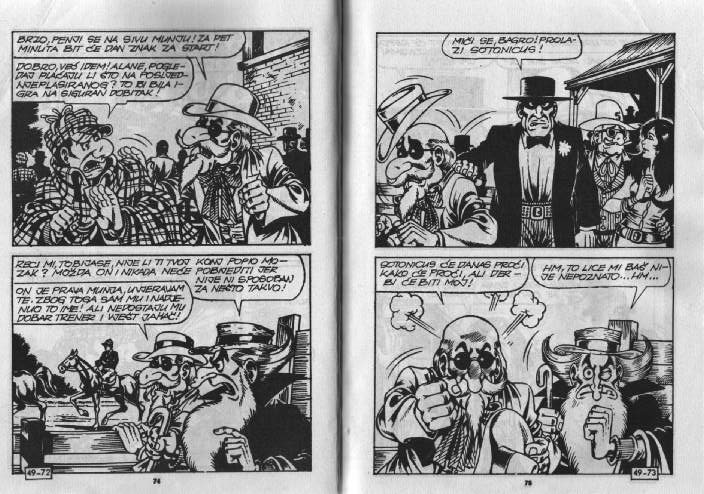 BRZO, PENJI SE NA SIVU MUNJU! ZA PET
MINUTA BIT ĆE DAN ZNAK ZA START!
DOBRO, VEĆ IDEM! ALANE, POGLE-
DAJ PLAĆAJU LI ŠTO NA POSLJED-
NJEPLASIRANOG? TO BI BILA I-
GRA NA SIGURAN DOBITAK!
RECI MI, TOBIJASE, NIJE LI TI TVOJ KONJ POPIO MO-
ZAK? MOŽDA ON I NIKADA NEĆE POBIJEDITI JER
NIJE NI SPOSOBAN
ZA NEŠTO TAKVO!
ON JE PRAVA MUNJA, UVJERAVAM
TE. ZBOG TOGA SAM MU I NADJE-
NUO TO IME! ALI NEDOSTAJU MU
DOBAR TRENER I VJEŠT JAHAČ!
49-72
74
MIČI SE, BAGRO! PROLA-
ZI SOTONICUS!
SOTONICUS ĆE DANAS PROĆI
KAKO ĆE PROĆI, ALI DER-
BI ĆE BITI MOJ!
HM, TO LICE MI BAŠ NI-
JE NEPOZNATO... HM...
49-73
75